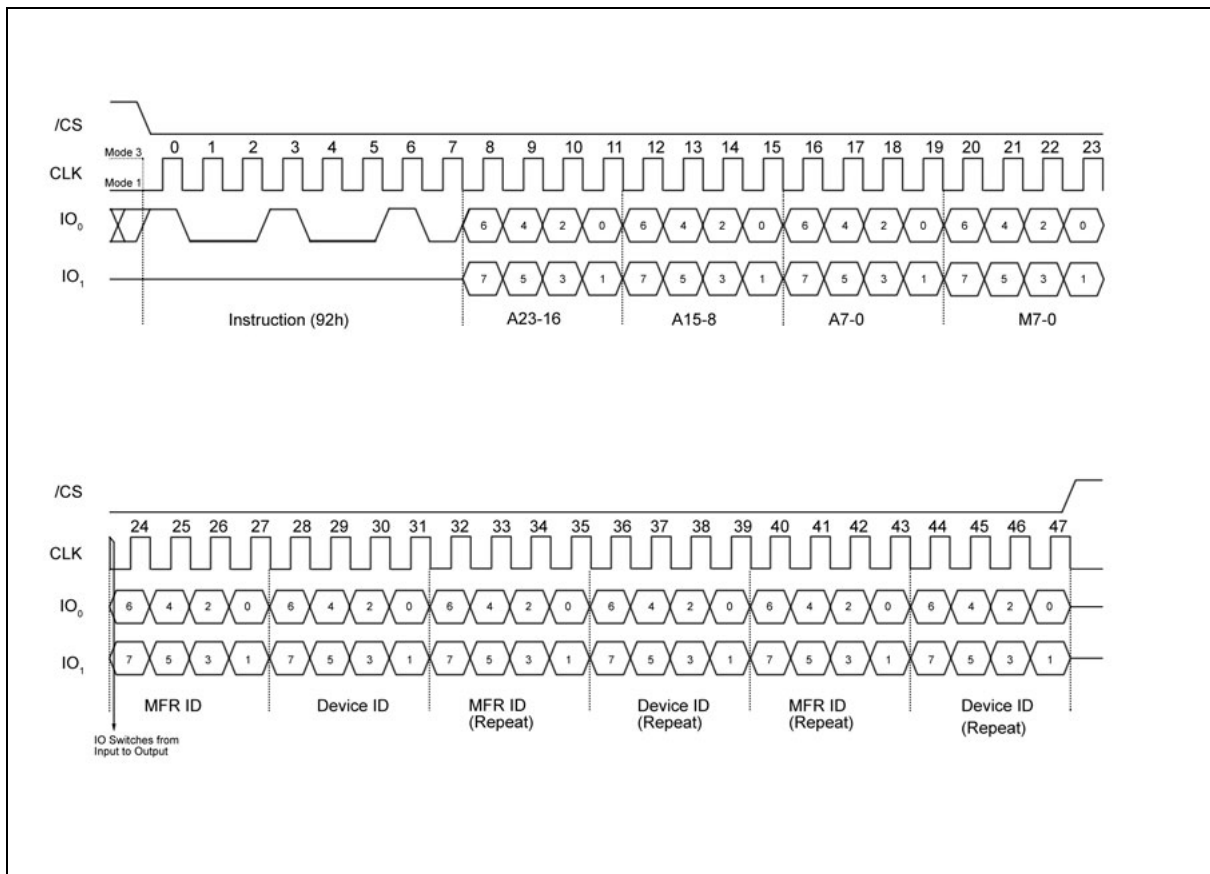 /CS
0 1 2 3 4 5 6 7 8 9 10 11 12 13 14 15 16 17 18 19 20 21 22 23
Mode 3
CLK
Mode 1
IO0 6 4 2 0 6 4 2 0 6 4 2 0 6 4 2 0
IO1 7 5 3 1 7 5 3 1 7 5 3 1 7 5 3 1
Instruction (92h) A23-16 A15-8 A7-0 M7-0
/CS
24 25 26 27 28 29 30 31 32 33 34 35 36 37 38 39 40 41 42 43 44 45 46 47
CLK
IO0 6 4 2 0 6 4 2 0 6 4 2 0 6 4 2 0 6 4 2 0 6 4 2 0
IO1 7 5 3 1 7 5 3 1 7 5 3 1 7 5 3 1 7 5 3 1 7 5 3 1
MFR ID Device ID MFR ID Device ID MFR ID Device ID
(Repeat) (Repeat) (Repeat) (Repeat)
IO Switches from
Input to Output